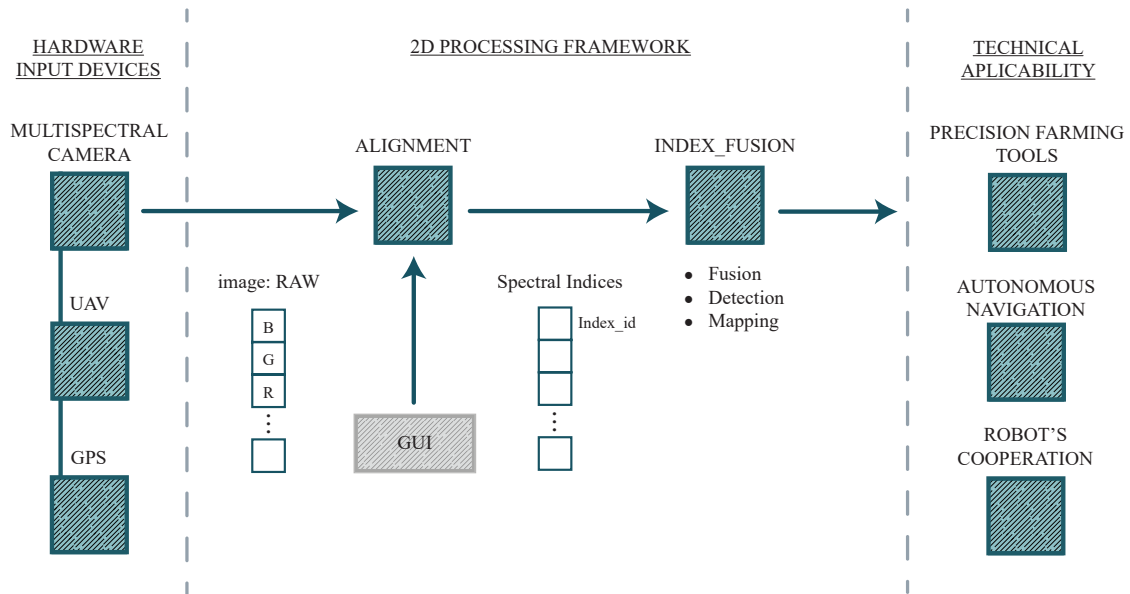 HARDWARE
INPUT DEVICES
MULTISPECTRAL
CAMERA
UAV
GPS
2D PROCESSING FRAMEWORK
ALIGNMENT
INDEX_FUSION
image: RAW
B
G
R
GUI
Spectral Indices
Index_id
• Fusion
• Detection
• Mapping
TECHNICAL
APLICABILITY
PRECISION FARMING
TOOLS
AUTONOMOUS
NAVIGATION
ROBOT'S
COOPERATION